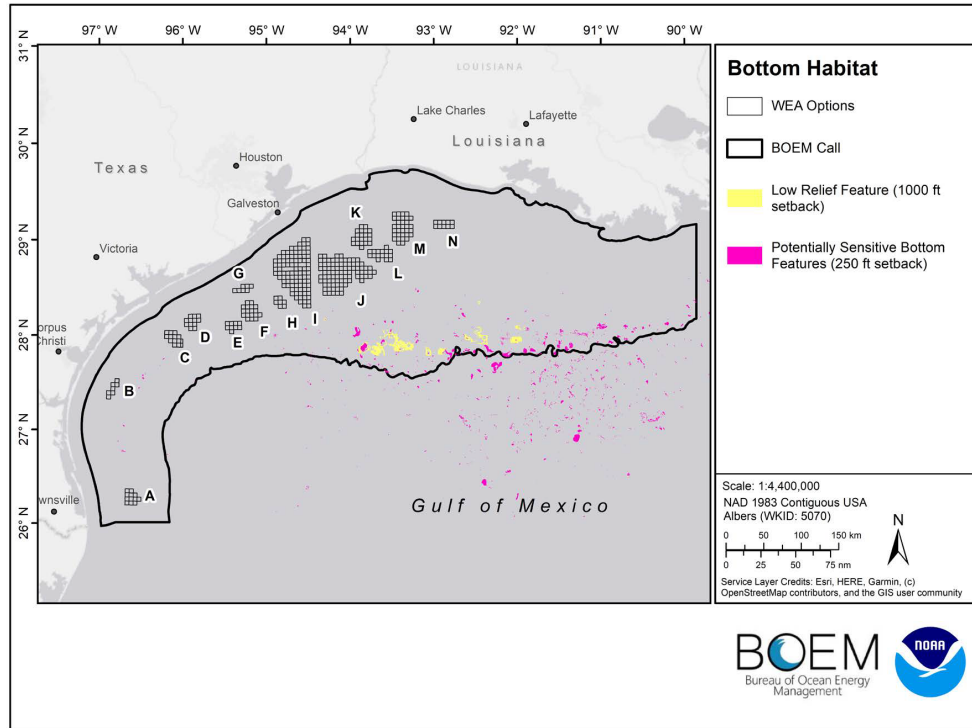 97° W 96° W 95° W 94° W 93° W 92° W 91° W 90° W
31° N
30° N
29° N
28° N
27° N
26° N
LOUISIANA
Lake Charles
Lafayette
Louisiana
Houston
Texas
Galveston
Victoria
orpus
Christi
wnsville
K
M
N
G
L
J
I
H
F
E
D
C
B
A
Gulf of Mexico
Bottom Habitat
WEA Options
BOEM Call
Low Relief Feature (1000 ft
setback)
Potentially Sensitive Bottom
Features (250 ft setback)
Scale: 1:4,400,000
NAD 1983 Contiguous USA
Albers (WKID: 5070)
N
0 50 100 150 km
0 25 50 75 nm
Service Layer Credits: Esri, HERE, Garmin, (c)
OpenStreetMap contributors, and the GIS user community
BOEM
Bureau of Ocean Energy
Management
NOAA